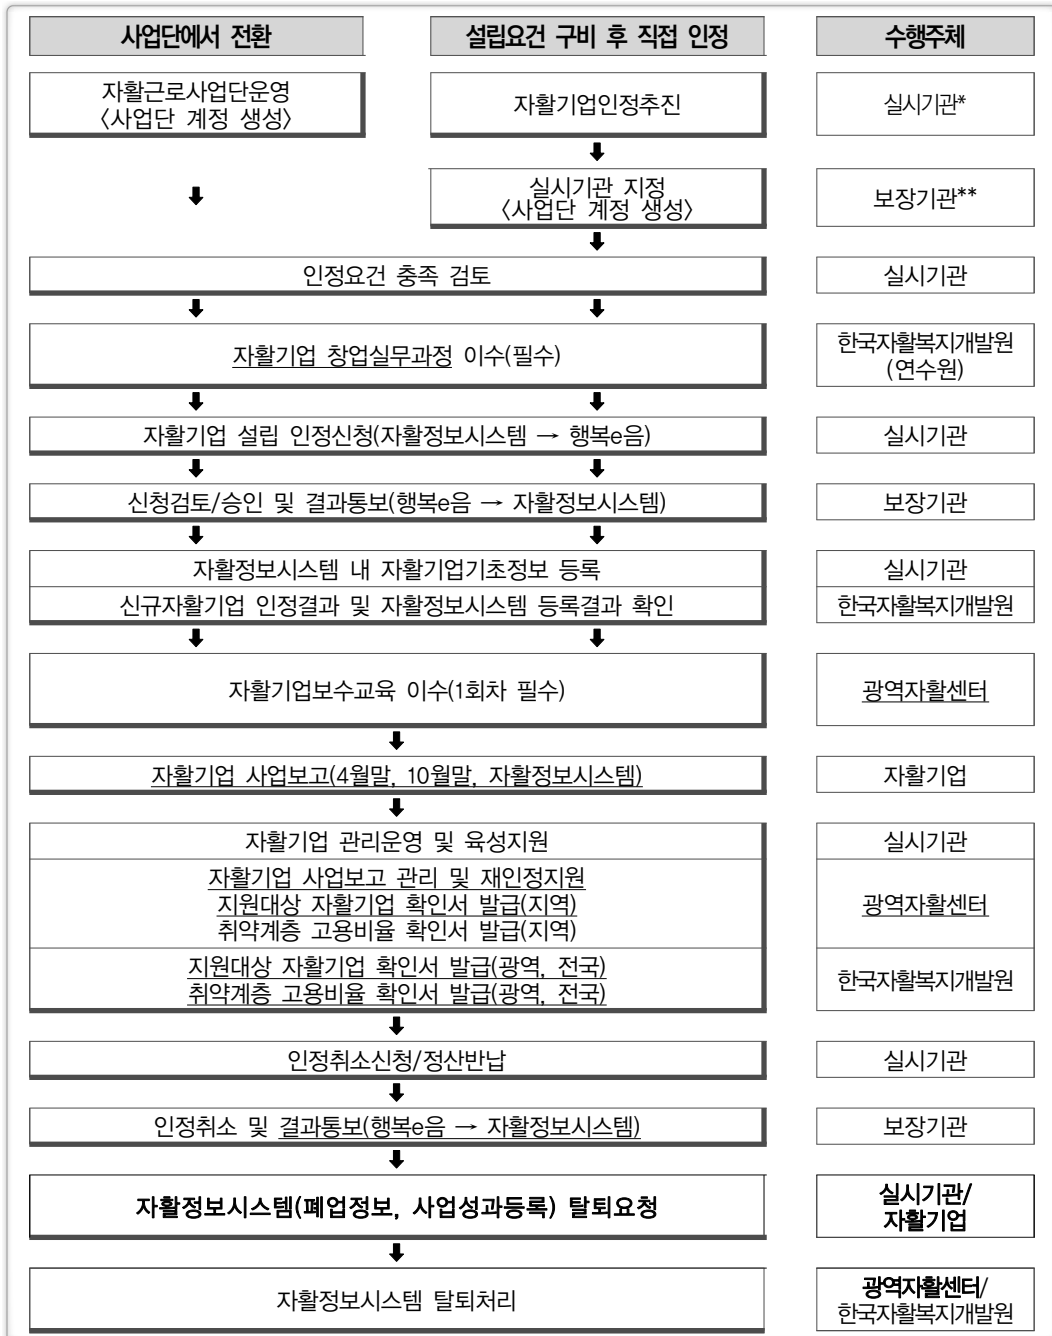 사업단에서 전환
설립요건 구비 후 직접 인정
수행주체
자활근로사업단운영
〈사업단 계정 생성〉
자활기업인정추진
실시기관*
실시기관 지정
〈사업단 계정 생성〉
보장기관**
인정요건 충족 검토
실시기관
자활기업 창업실무과정 이수(필수)
한국자활복지개발원
(연수원)
자활기업 설립 인정신청(자활정보시스템 → 행복e음)
실시기관
신청검토/승인 및 결과통보(행복e음 → 자활정보시스템)
보장기관
자활정보시스템 내 자활기업기초정보 등록
실시기관
신규자활기업 인정결과 및 자활정보시스템 등록결과 확인
한국자활복지개발원
자활기업보수교육 이수(1회차 필수)
광역자활센터
자활기업 사업보고(4월말, 10월말, 자활정보시스템)
자활기업
자활기업 관리운영 및 육성지원
실시기관
자활기업 사업보고 관리 및 재인정지원
지원대상 자활기업 확인서 발급(지역)
취약계층 고용비율 확인서 발급(지역)
광역자활센터
지원대상 자활기업 확인서 발급(광역, 전국)
취약계층 고용비율 확인서 발급(광역, 전국)
한국자활복지개발원
인정취소신청/정산반납
실시기관
인정취소 및 결과통보(행복e음 → 자활정보시스템)
보장기관
자활정보시스템(폐업정보, 사업성과등록) 탈퇴요청
실시기관/
자활기업
자활정보시스템 탈퇴처리
광역자활센터/
한국자활복지개발원